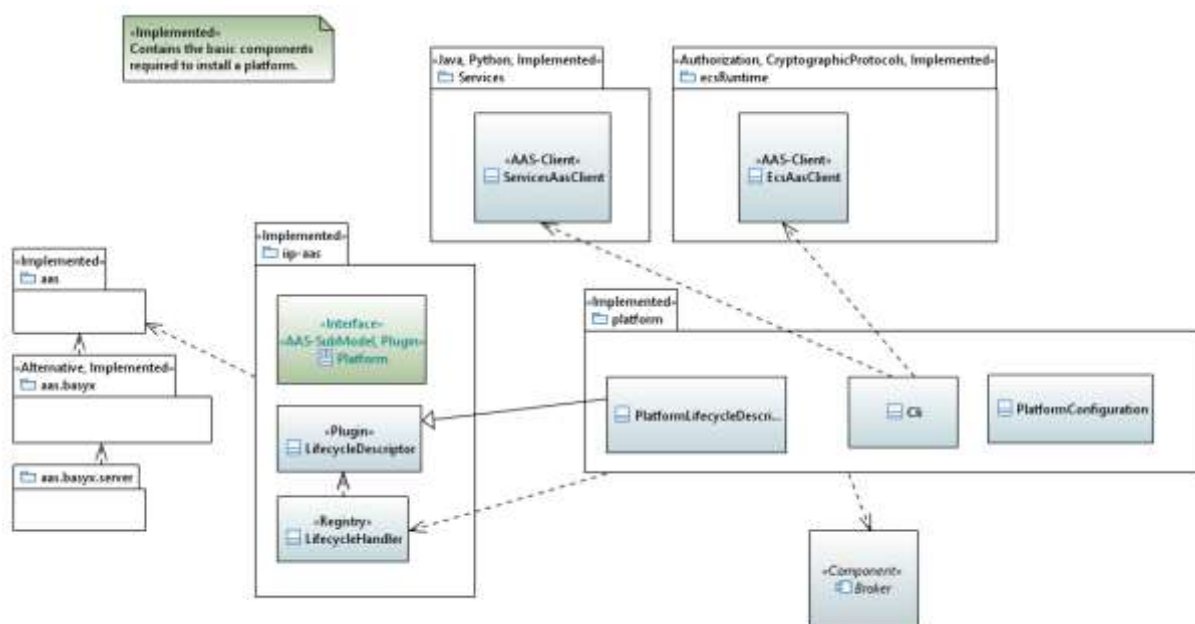 «Implemented»
Contains the basic components
required to install a platform.
«Java, Python, Implemented»
Services
«AAS-Client»
ServicesAasClient
«Authorization, CryptographicProtocols, Implemented»
ecsRuntime
«AAS-Client»
EcsAasClient
«Implemented»
aas
«Alternative, Implemented»
aas.basyx
aas.basyx.server
«Implemented»
iip-aas
«Interface»
«AAS-SubModel, Plugin»
Platform
«Plugin»
LifecycleDescriptor
«Registry»
LifecycleHandler
«Implemented»
platform
PlatformLifecycleDescri...
Cli
PlatformConfiguration
«Component»
Broker